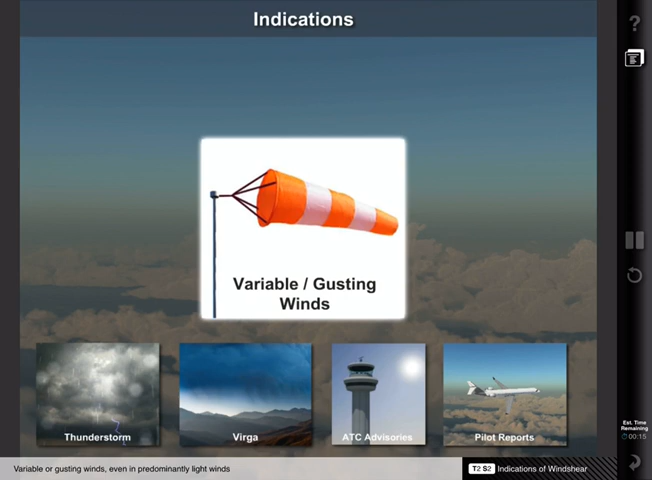 Indications
?
Variable / Gusting
Winds
Thunderstorm
Virga
ATC Advisories
Pilot Reports
Est. Time
Remaining
00:15
Variable or gusting winds, even in predominantly light winds
T2 S2 Indications of Windshear